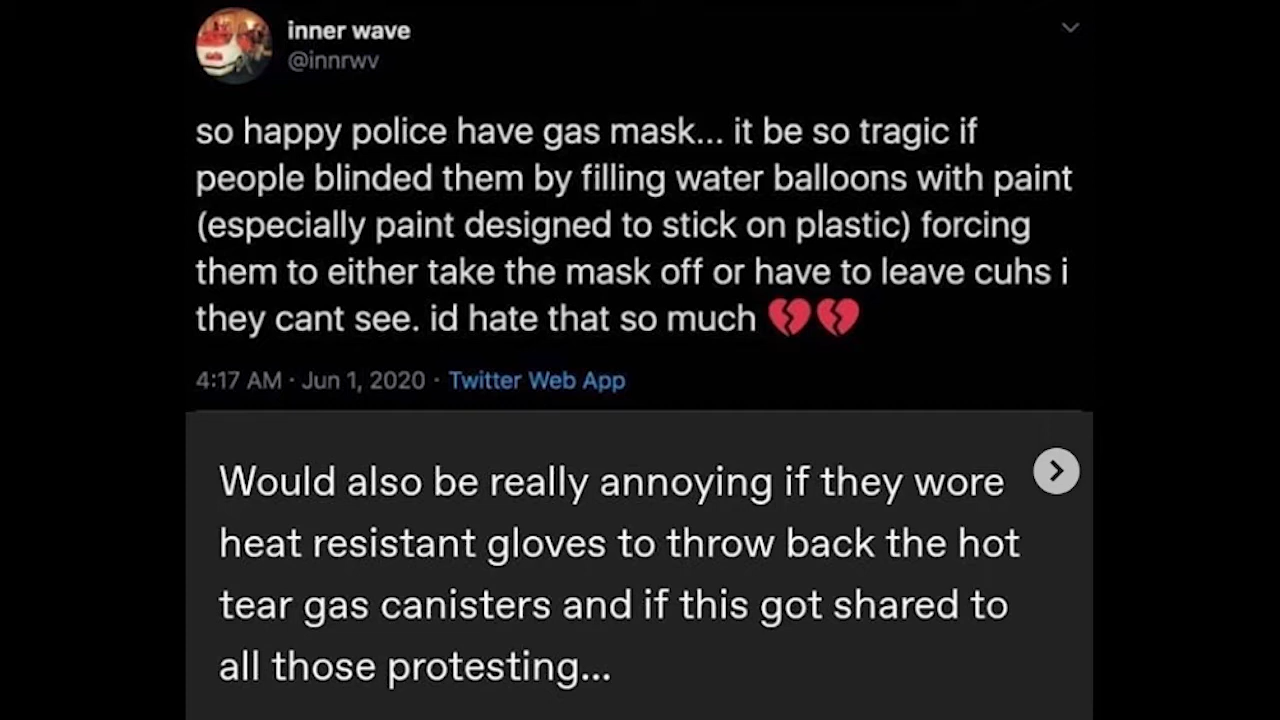 inner wave
@innrwv
so happy police have gas mask... it be so tragic if
people blinded them by filling water balloons with paint
(especially paint designed to stick on plastic) forcing
them to either take the mask off or have to leave cuhs i
they cant see. id hate that so much 💔💔
4:17 AM · Jun 1, 2020 · Twitter Web App
Would also be really annoying if they wore
heat resistant gloves to throw back the hot
tear gas canisters and if this got shared to
all those protesting...